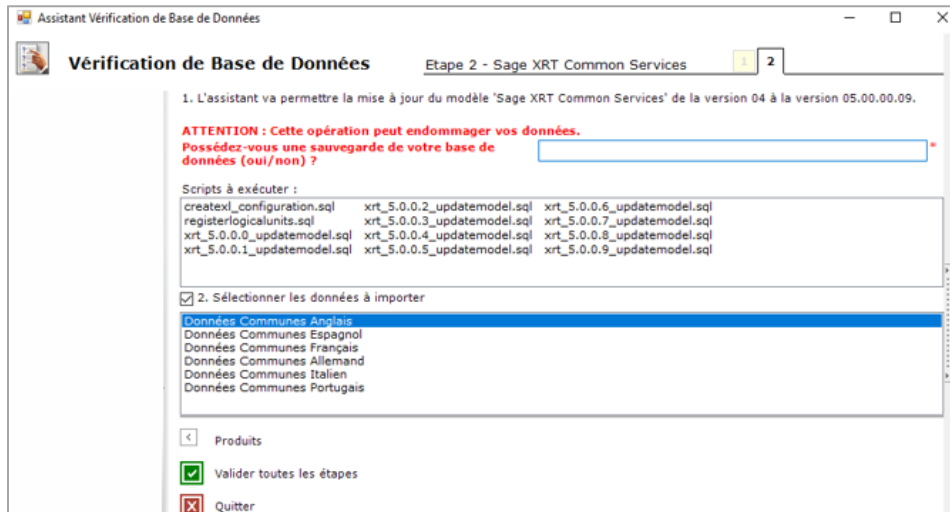 Assistant Vérification de Base de Données
Vérification de Base de Données
Etape 2 - Sage XRT Common Services
1 2
1. L'assistant va permettre la mise à jour du modèle 'Sage XRT Common Services' de la version 04 à la version 05.00.00.09.
ATTENTION : Cette opération peut endommager vos données.
Possédez-vous une sauvegarde de votre base de
données (oui/non) ?
*
Scripts à exécuter :
createxl_configuration.sql xrt_5.0.0.2_updatemodel.sql xrt_5.0.0.6_updatemodel.sql
registerlogicalunits.sql xrt_5.0.0.3_updatemodel.sql xrt_5.0.0.7_updatemodel.sql
xrt_5.0.0.0_updatemodel.sql xrt_5.0.0.4_updatemodel.sql xrt_5.0.0.8_updatemodel.sql
xrt_5.0.0.1_updatemodel.sql xrt_5.0.0.5_updatemodel.sql xrt_5.0.0.9_updatemodel.sql
2. Sélectionner les données à importer
Données Communes Anglais
Données Communes Espagnol
Données Communes Français
Données Communes Allemand
Données Communes Italien
Données Communes Portugais
Produits
Valider toutes les étapes
Quitter